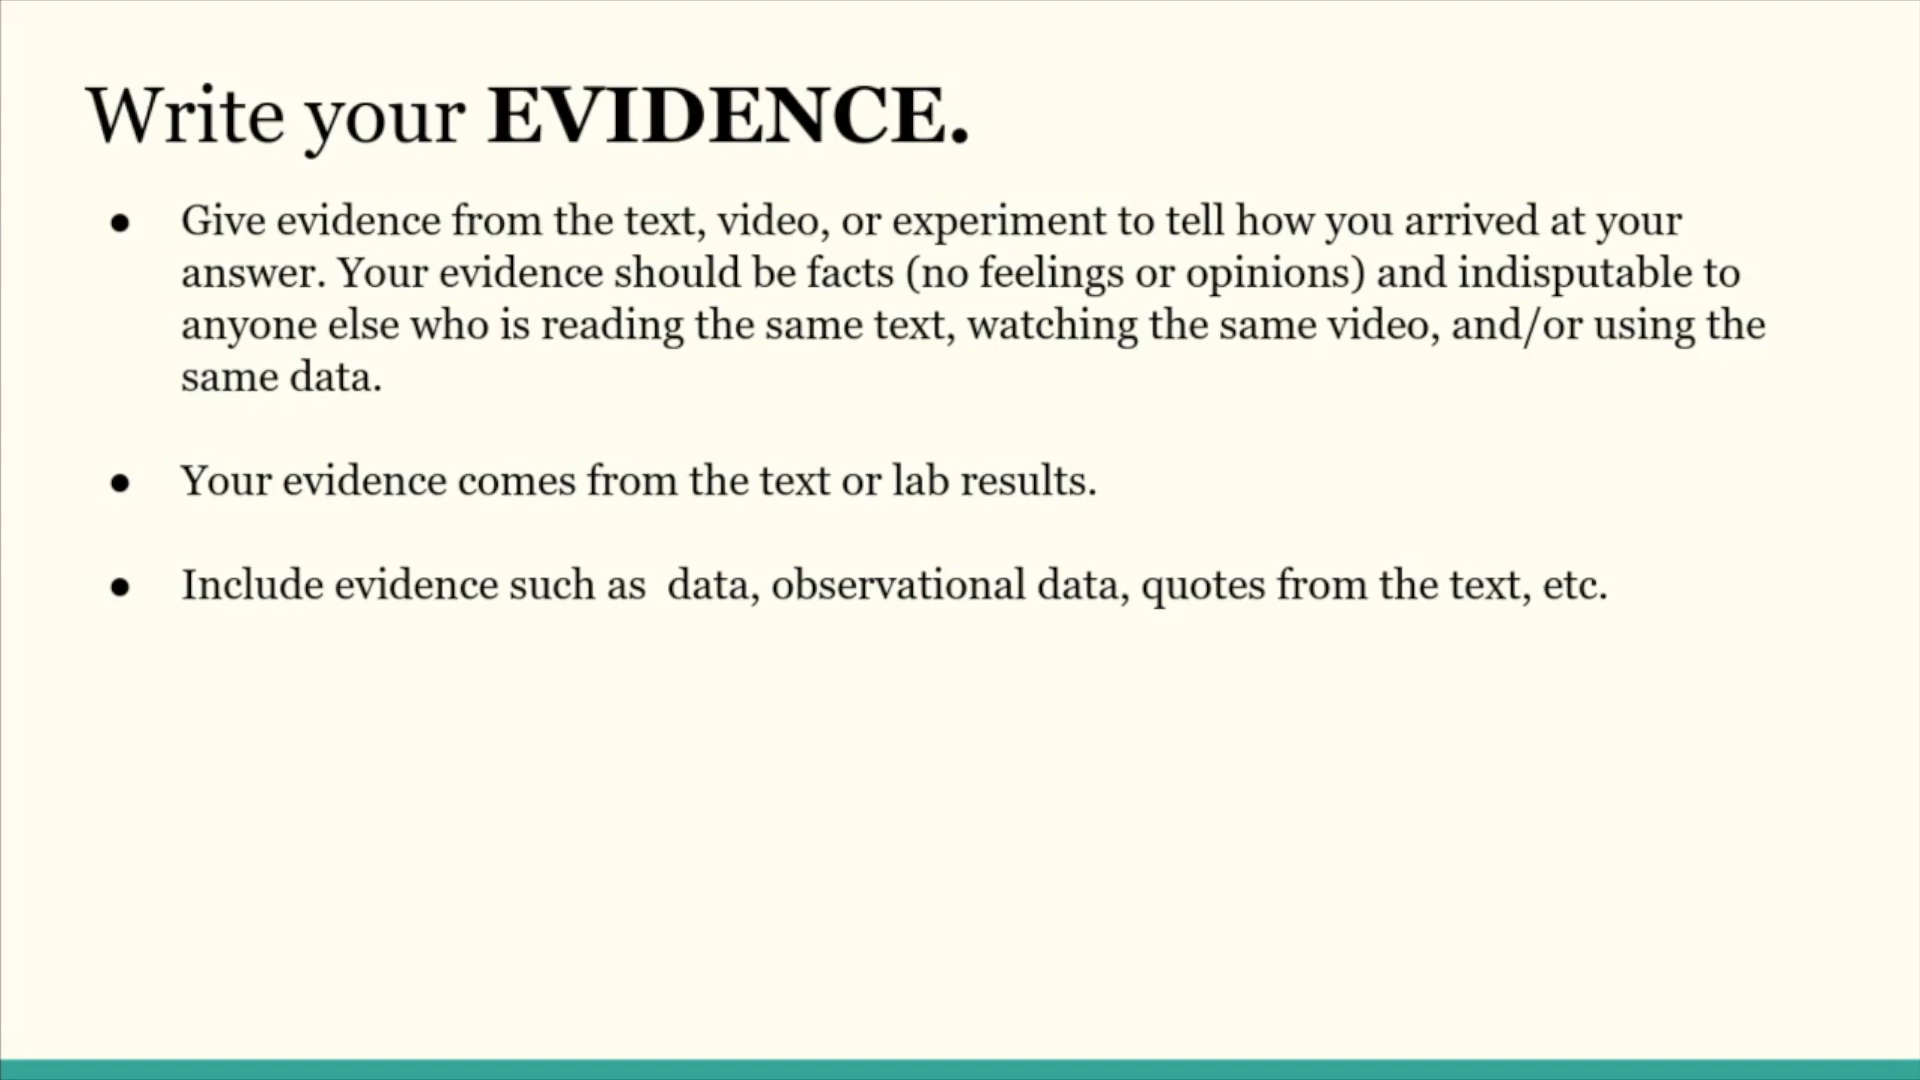 Write your EVIDENCE.
● Give evidence from the text, video, or experiment to tell how you arrived at your
answer. Your evidence should be facts (no feelings or opinions) and indisputable to
anyone else who is reading the same text, watching the same video, and/or using the
same data.
● Your evidence comes from the text or lab results.
● Include evidence such as  data, observational data, quotes from the text, etc.